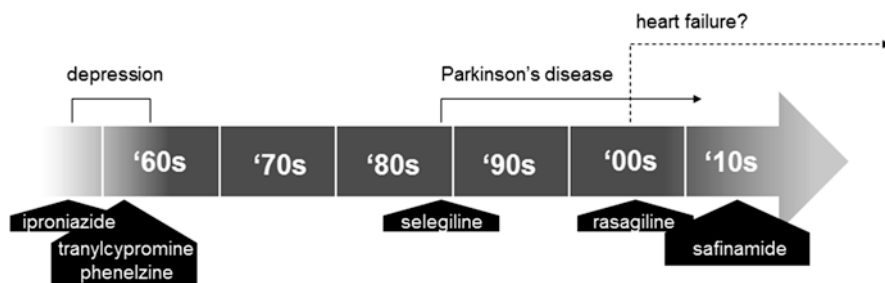 heart failure?
depression
Parkinson's disease
'60s
'70s
'80s
'90s
'00s
'10s
iproniazide
selegiline
rasagiline
tranylcypromine
phenelzine
safinamide